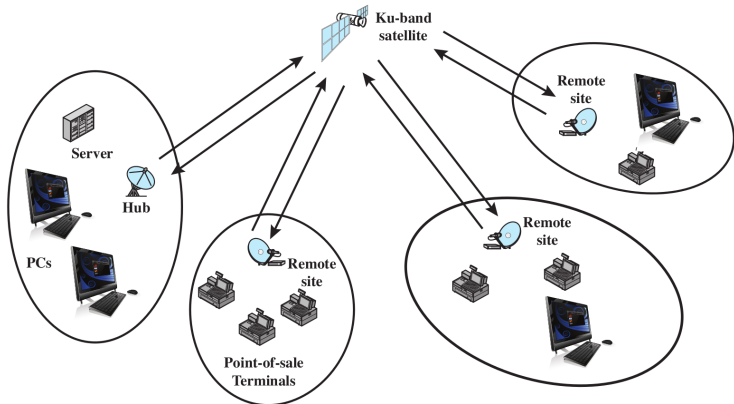 Ku-band
satellite
Remote
site
Server
Hub
PCs
Remote
site
Point-of-sale
Terminals
Remote
site